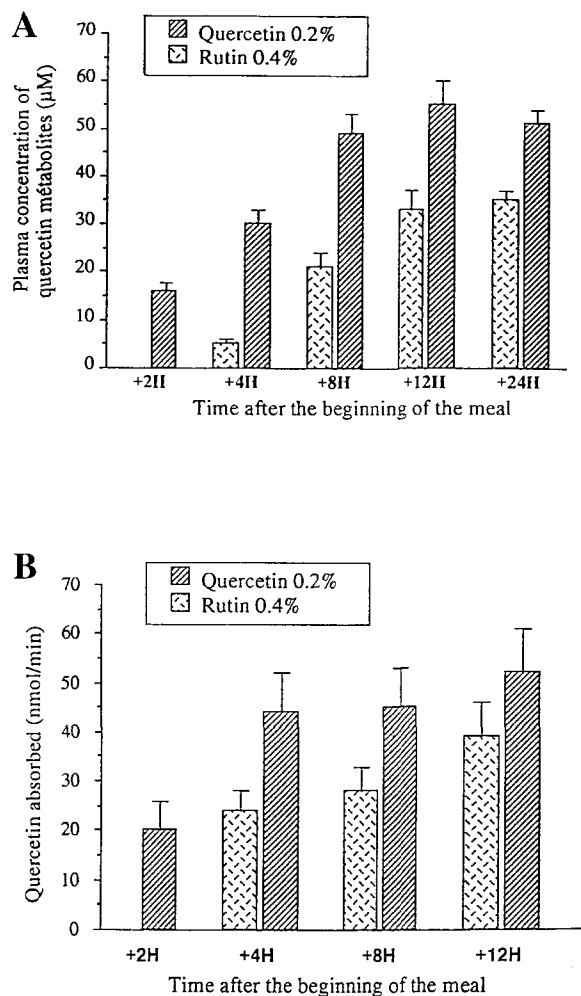 A
Quercetin 0.2%
Rutin 0.4%
Plasma concentration of
quercetin métabolites (µM)
70
60
50
40
30
20
10
0
+2H
+4H
+8H
+12H
+24H
Time after the beginning of the meal
B
Quercetin 0.2%
Rutin 0.4%
Quercetin absorbed (nmol/min)
70
60
50
40
30
20
10
0
+2H
+4H
+8H
+12H
Time after the beginning of the meal